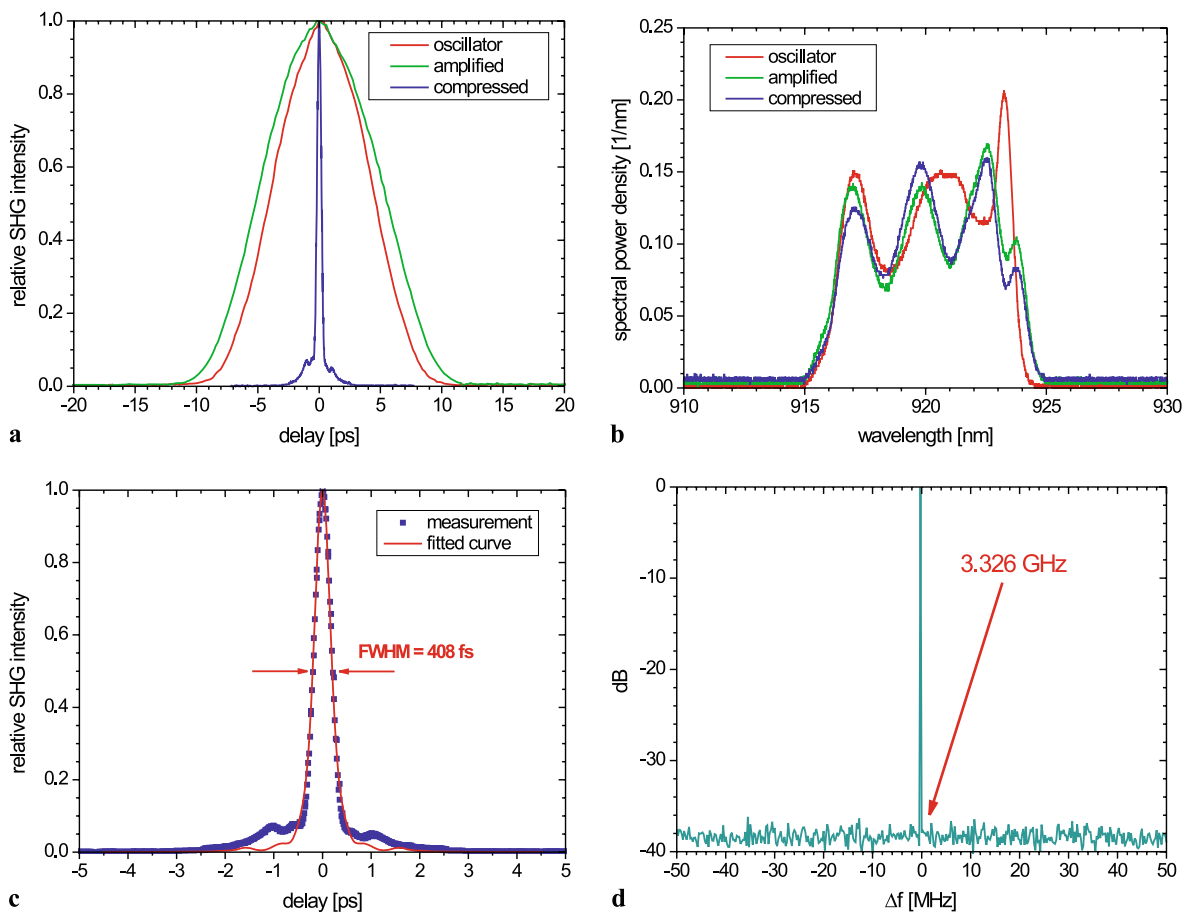 relative SHG intensity
1.0
0.8
0.6
0.4
0.2
0.0
oscillator
amplified
compressed
-20 -15 -10 -5 0 5 10 15 20
delay [ps]
a
spectral power density [1/nm]
0.25
0.20
0.15
0.10
0.05
0.00
oscillator
amplified
compressed
910 915 920 925 930
wavelength [nm]
b
relative SHG intensity
1.0
0.8
0.6
0.4
0.2
0.0
measurement
fitted curve
FWHM = 408 fs
-5 -4 -3 -2 -1 0 1 2 3 4 5
delay [ps]
c
dB
0
-10
-20
-30
-40
3.326 GHz
-50 -40 -30 -20 -10 0 10 20 30 40 50
Δf [MHz]
d